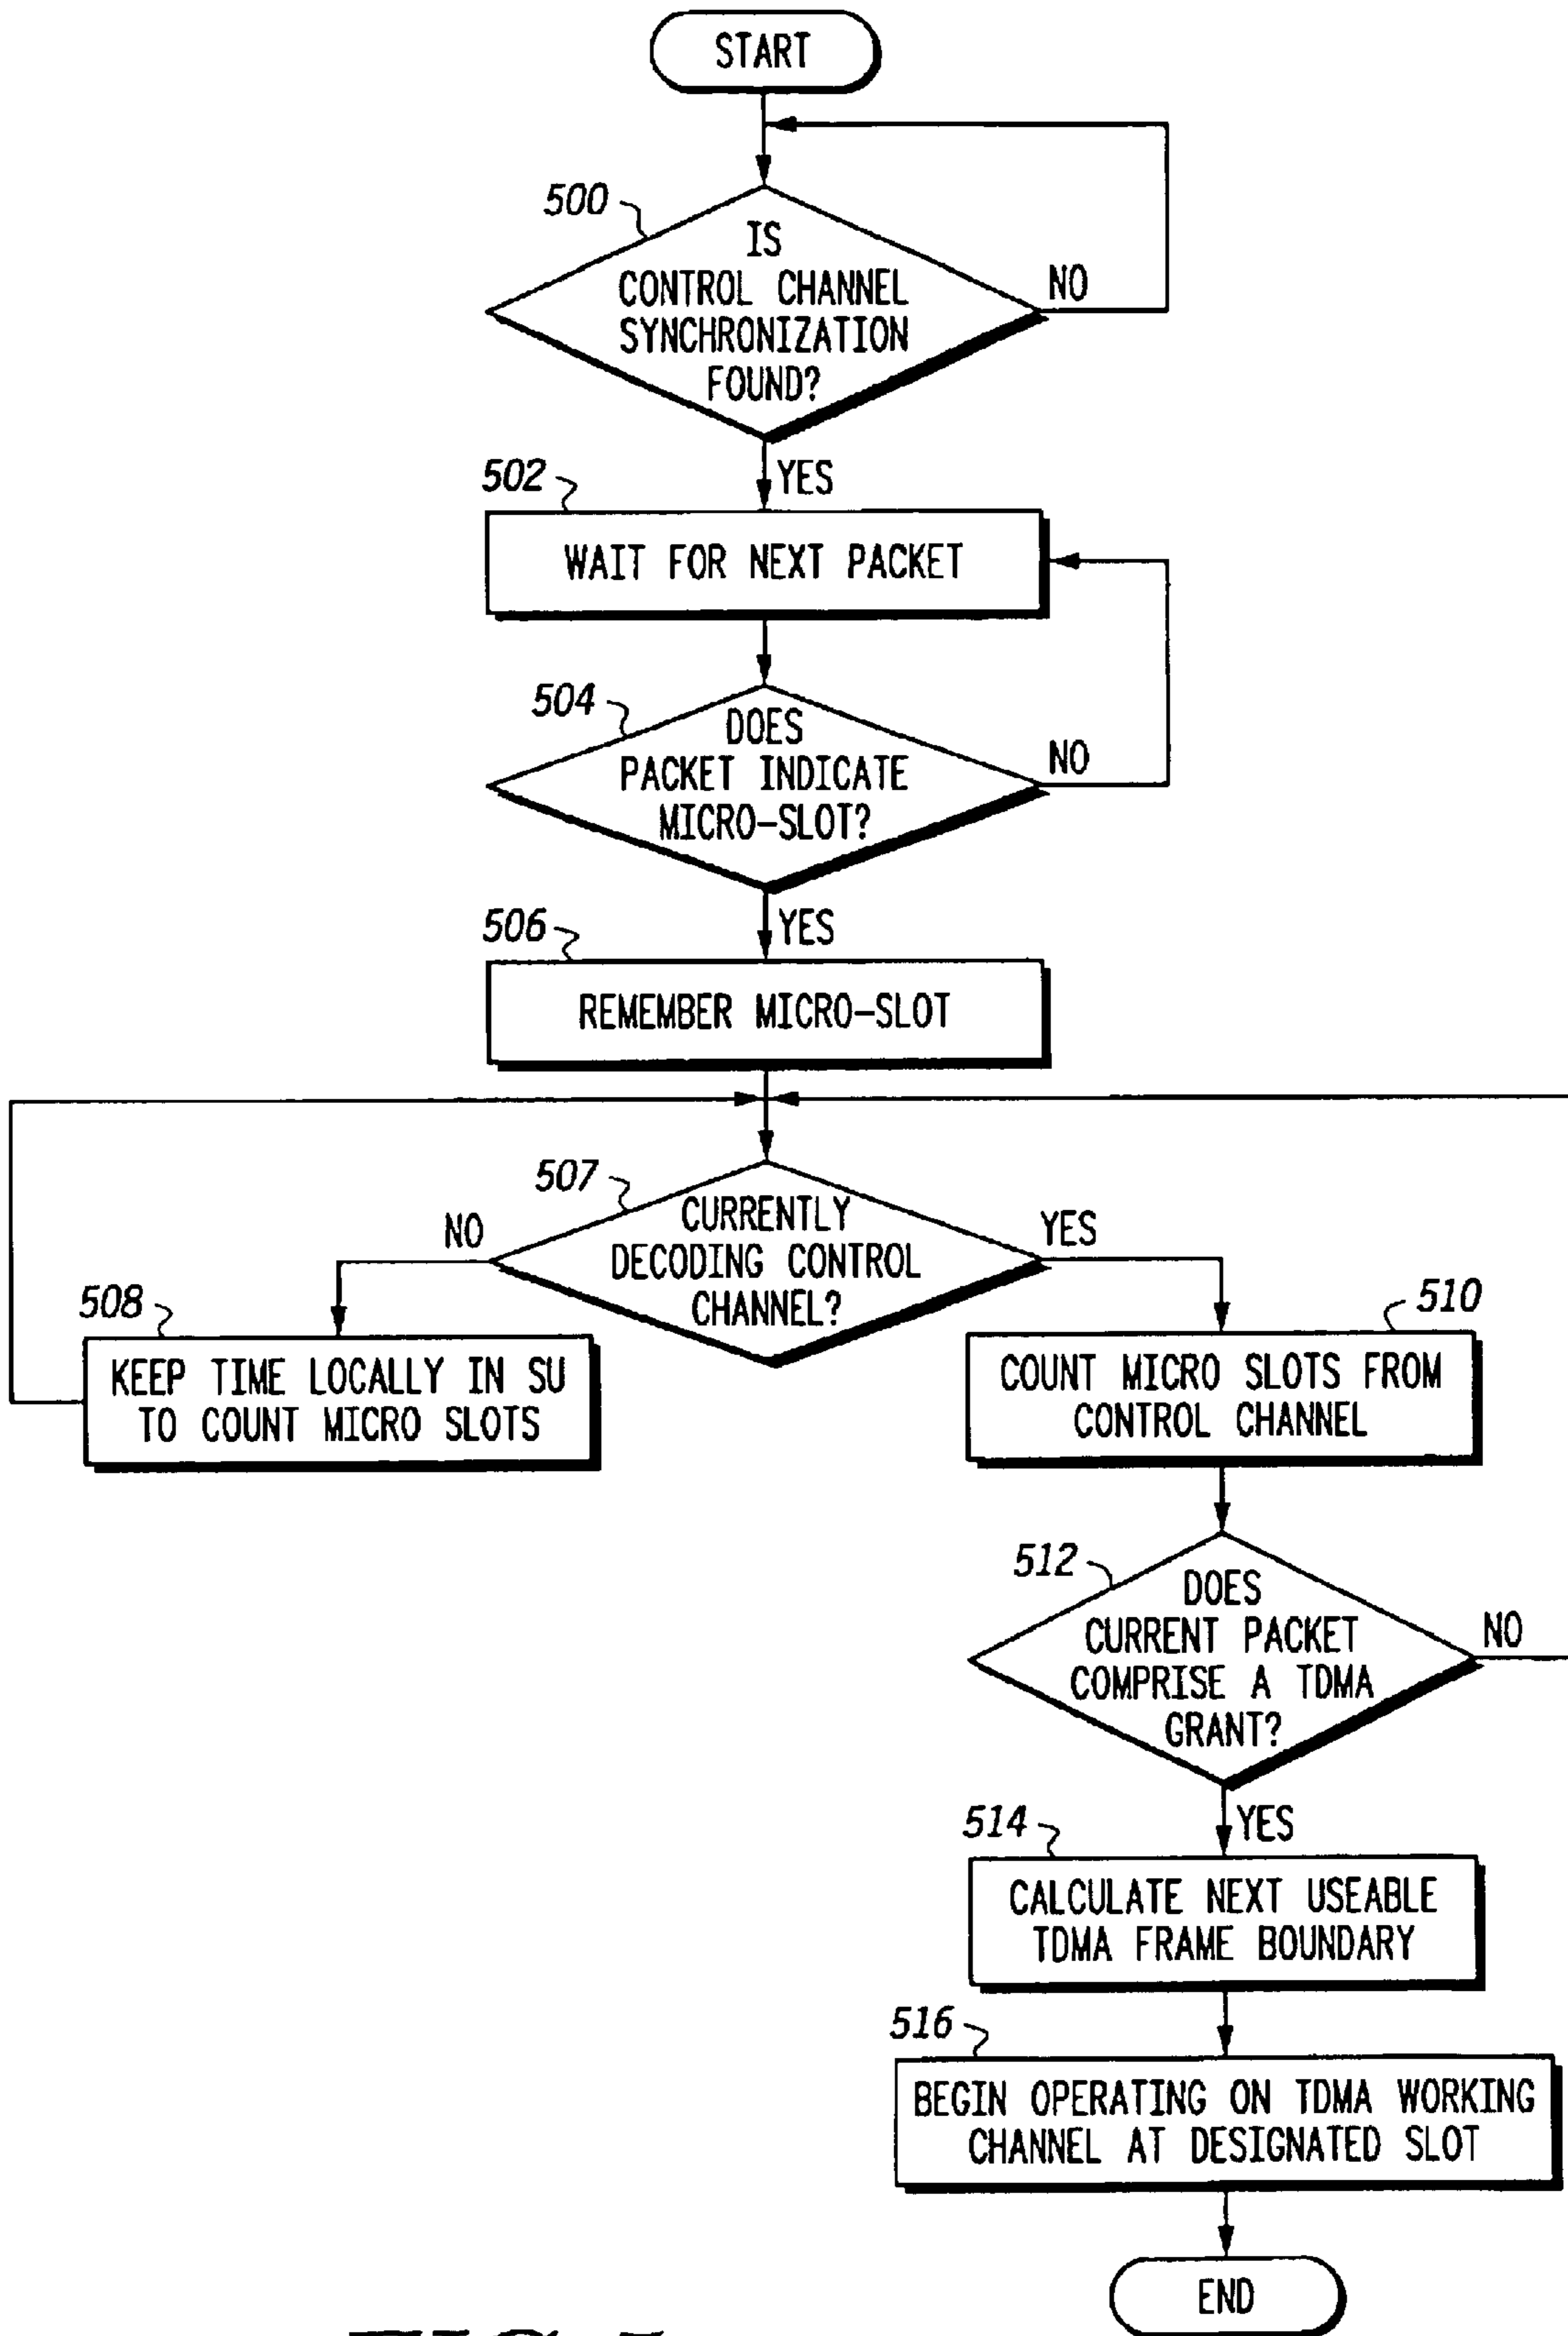 START
500
IS
CONTROL CHANNEL
SYNCHRONIZATION
FOUND?
NO
YES
502
WAIT FOR NEXT PACKET
504
DOES
PACKET INDICATE
MICRO-SLOT?
NO
YES
506
REMEMBER MICRO-SLOT
507
CURRENTLY
DECODING CONTROL
CHANNEL?
NO
YES
508
KEEP TIME LOCALLY IN SU
TO COUNT MICRO SLOTS
510
COUNT MICRO SLOTS FROM
CONTROL CHANNEL
512
DOES
CURRENT PACKET
COMPRISE A TDMA
GRANT?
NO
YES
514
CALCULATE NEXT USEABLE
TDMA FRAME BOUNDARY
516
BEGIN OPERATING ON TDMA WORKING
CHANNEL AT DESIGNATED SLOT
END